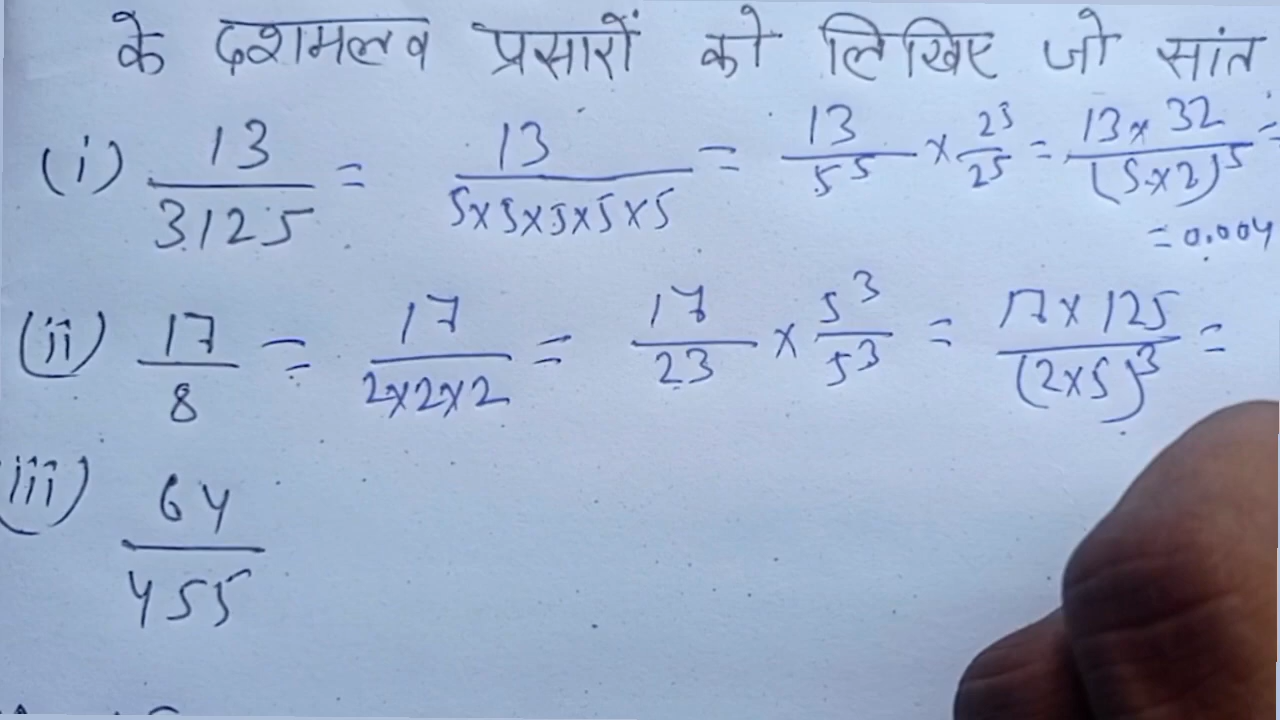 के दशमलव प्रसारों को लिखिए जो सांत
(i) 13/3125 = 13/5×5×5×5×5 = 13/5⁵ × 2⁵/2⁵ = 13×32/(5×2)⁵ =
= 0.004
(ii) 17/8 = 17/2×2×2 = 17/2³ × 5³/5³ = 17×125/(2×5)³ =
(iii) 64/455